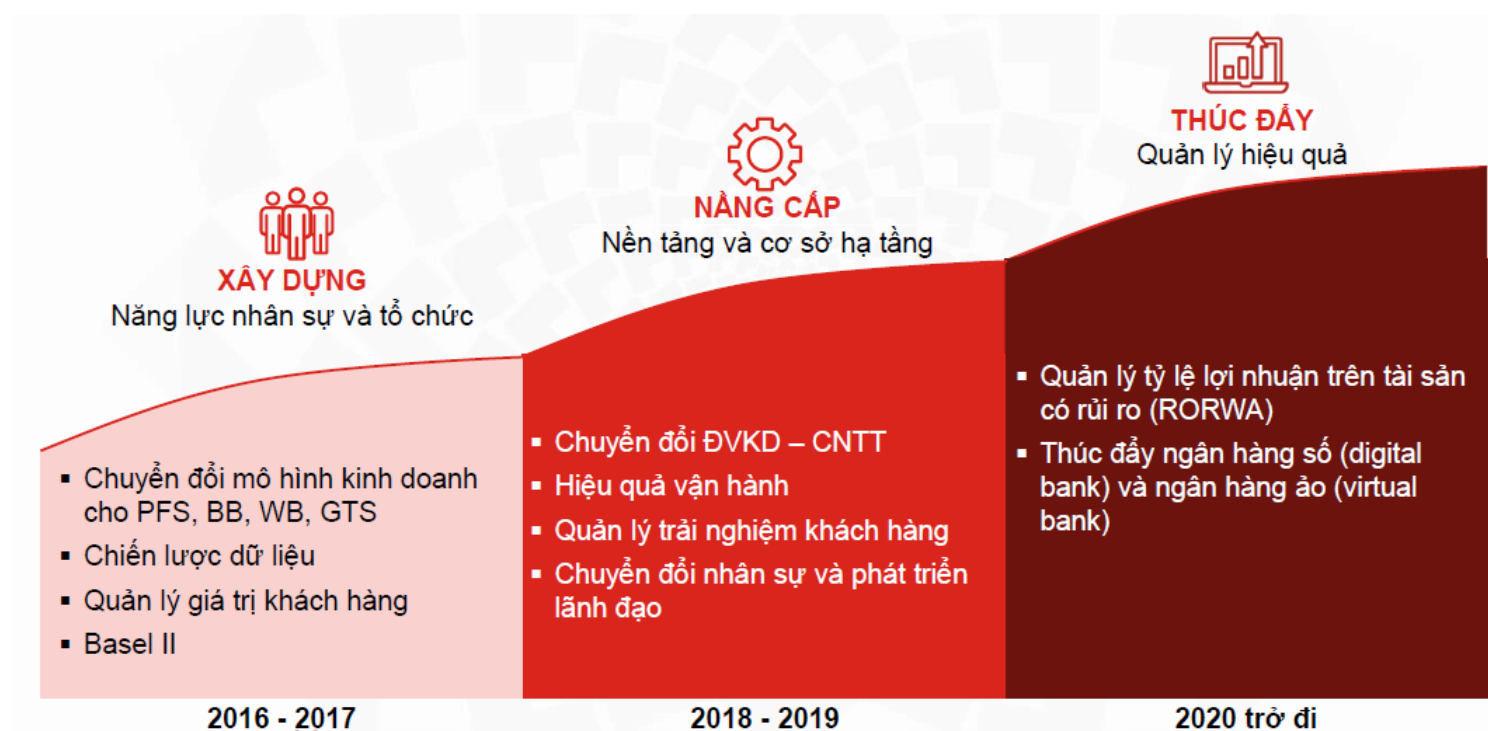 THÚC ĐẨY
Quản lý hiệu quả
NẰNG CẤP
Nền tảng và cơ sở hạ tầng
XÂY DỰNG
Năng lực nhân sự và tổ chức
▪ Chuyển đổi mô hình kinh doanh
cho PFS, BB, WB, GTS
▪ Chiến lược dữ liệu
▪ Quản lý giá trị khách hàng
▪ Basel II
▪ Chuyển đổi ĐVKD – CNTT
▪ Hiệu quả vận hành
▪ Quản lý trải nghiệm khách hàng
▪ Chuyển đổi nhân sự và phát triển
lãnh đạo
▪ Quản lý tỷ lệ lợi nhuận trên tài sản
có rủi ro (RORWA)
▪ Thúc đẩy ngân hàng số (digital
bank) và ngân hàng ảo (virtual
bank)
2016 - 2017
2018 - 2019
2020 trở đi